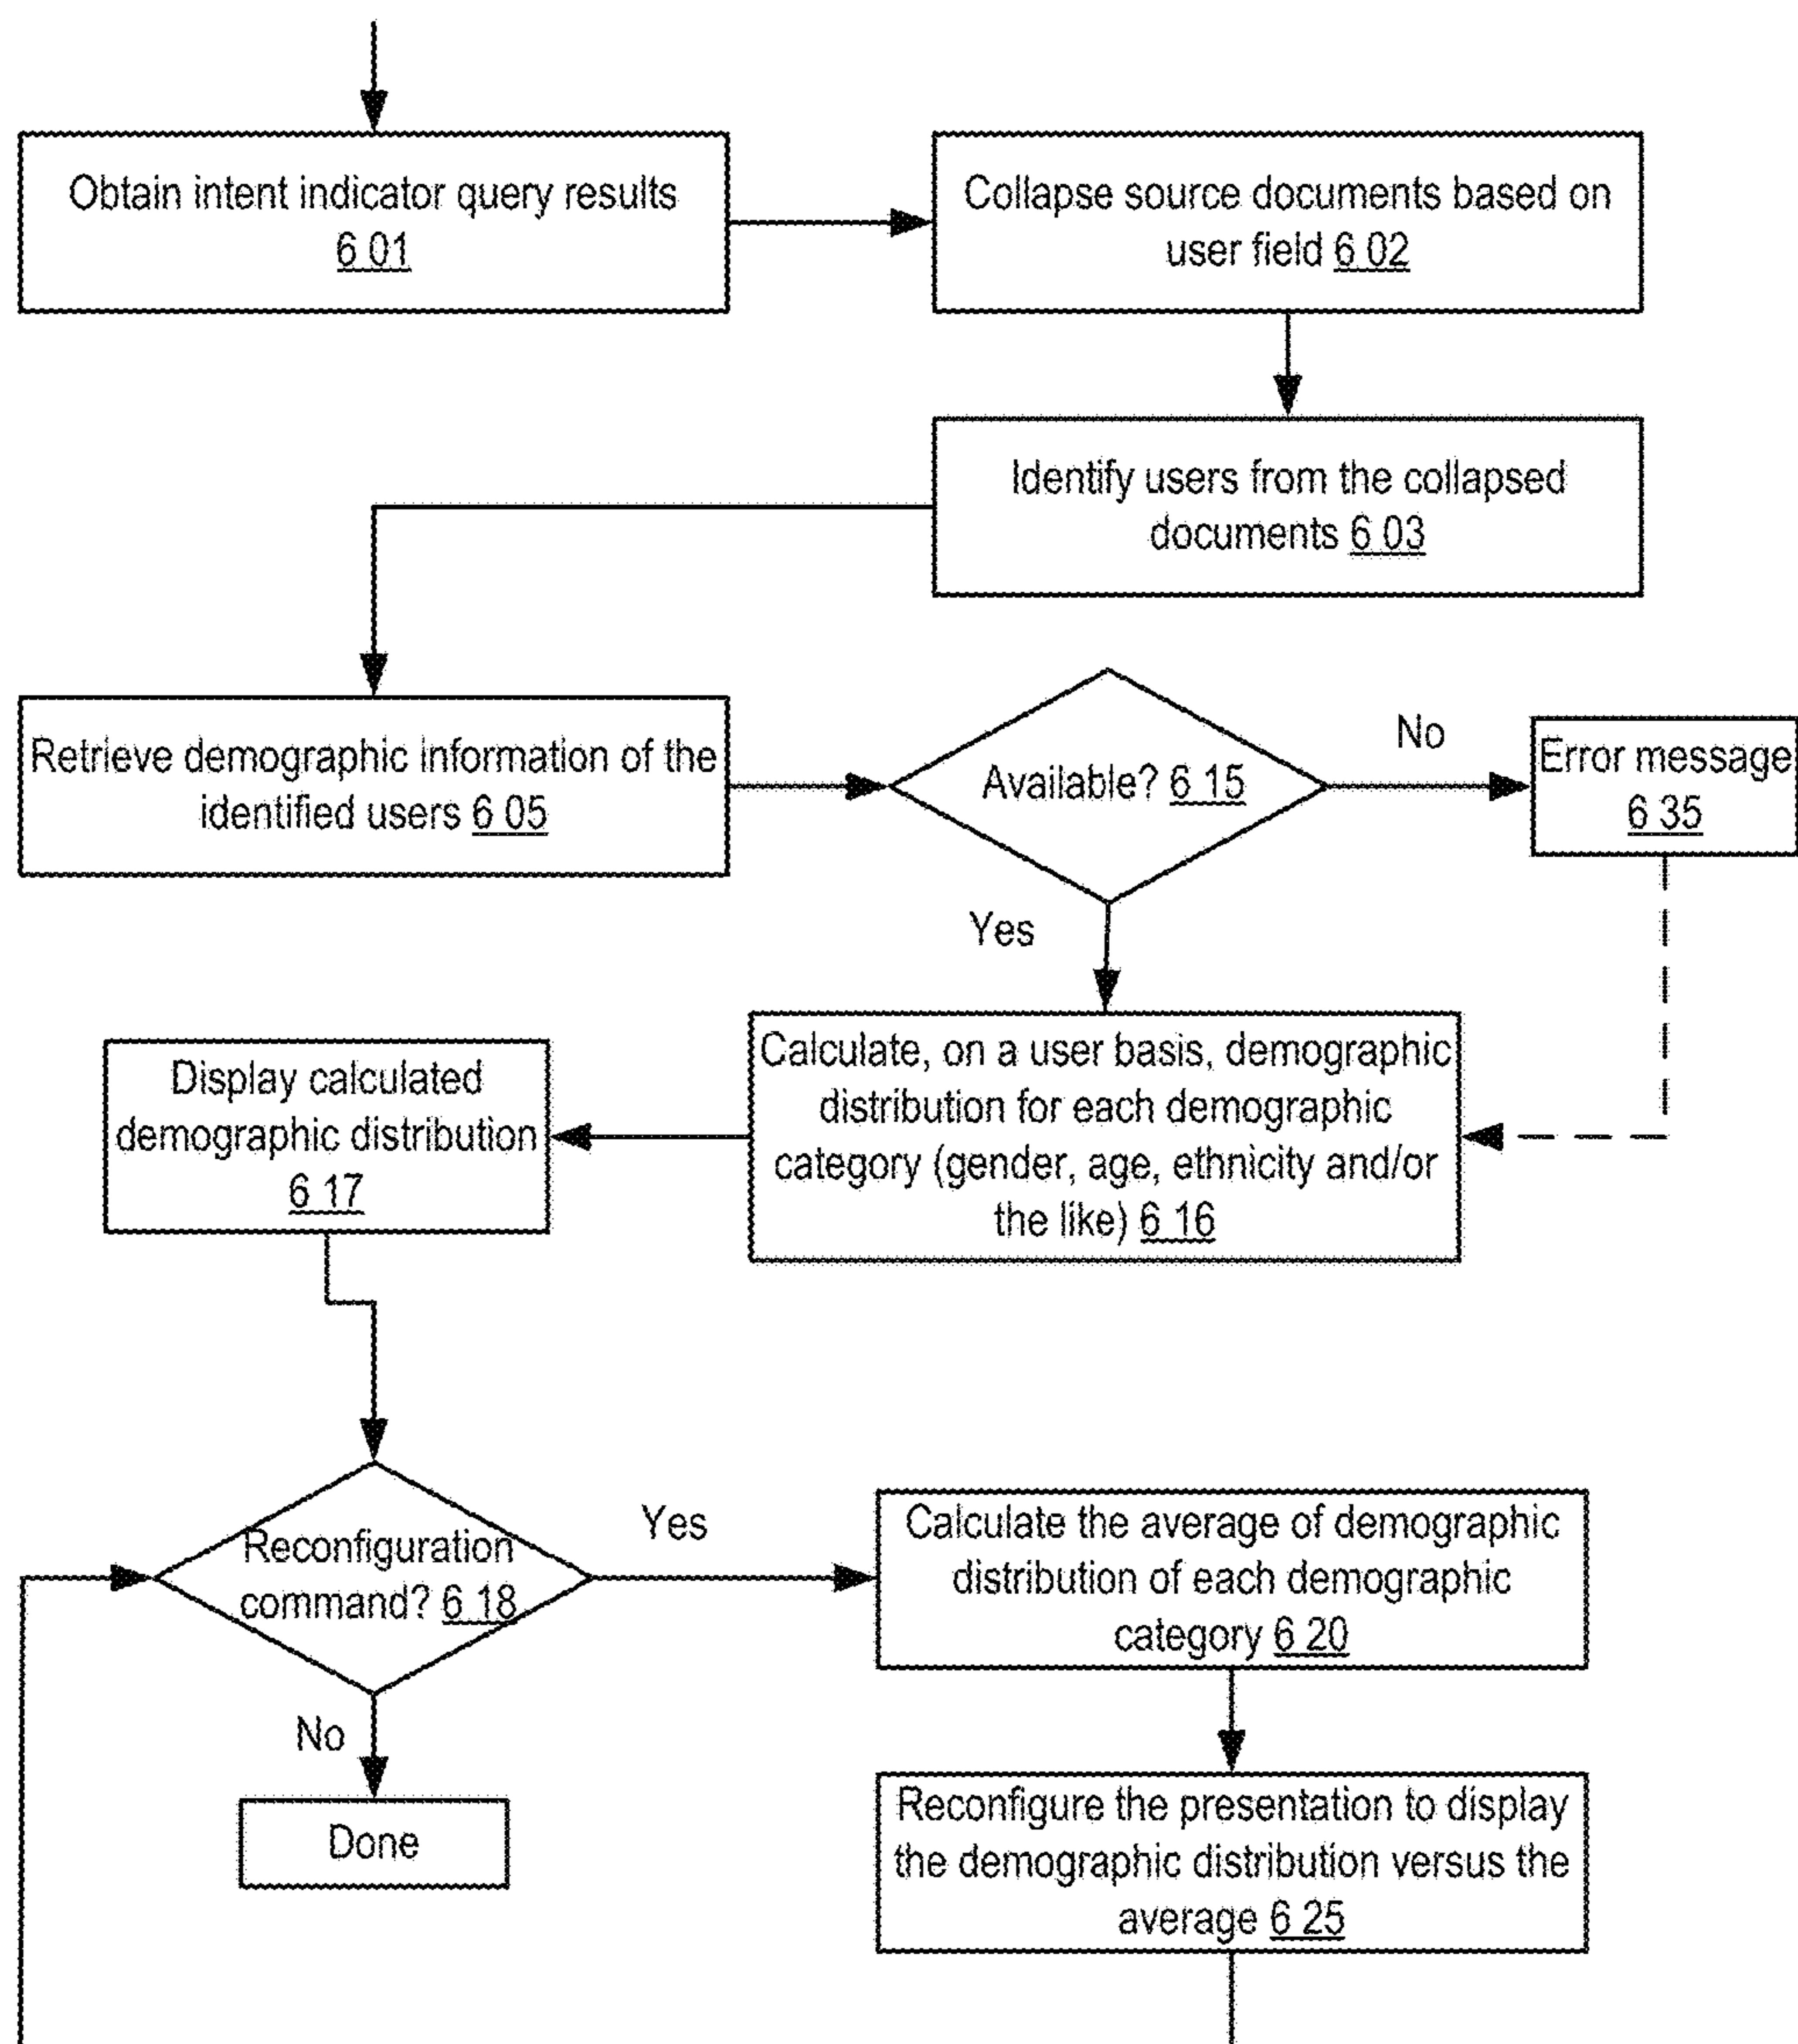 Obtain intent indicator query results
6 01
Collapse source documents based on
user field 6 02
Identify users from the collapsed
documents 6 03
Retrieve demographic information of the
identified users 6 05
Available? 6 15
No
Error message
6 35
Yes
Calculate, on a user basis, demographic
distribution for each demographic
category (gender, age, ethnicity and/or
the like) 6 16
Display calculated
demographic distribution
6 17
Reconfiguration
command? 6 18
Yes
Calculate the average of demographic
distribution of each demographic
category 6 20
No
Done
Reconfigure the presentation to display
the demographic distribution versus the
average 6 25